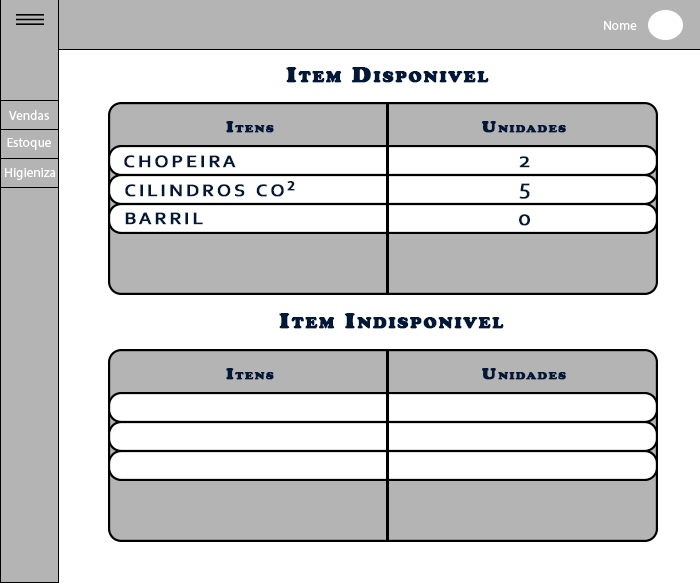 Nome
Vendas
Estoque
Higieniza
Item Disponivel
Itens Unidades
CHOPEIRA 2
CILINDROS CO² 5
BARRIL 0
Item Indisponivel
Itens Unidades